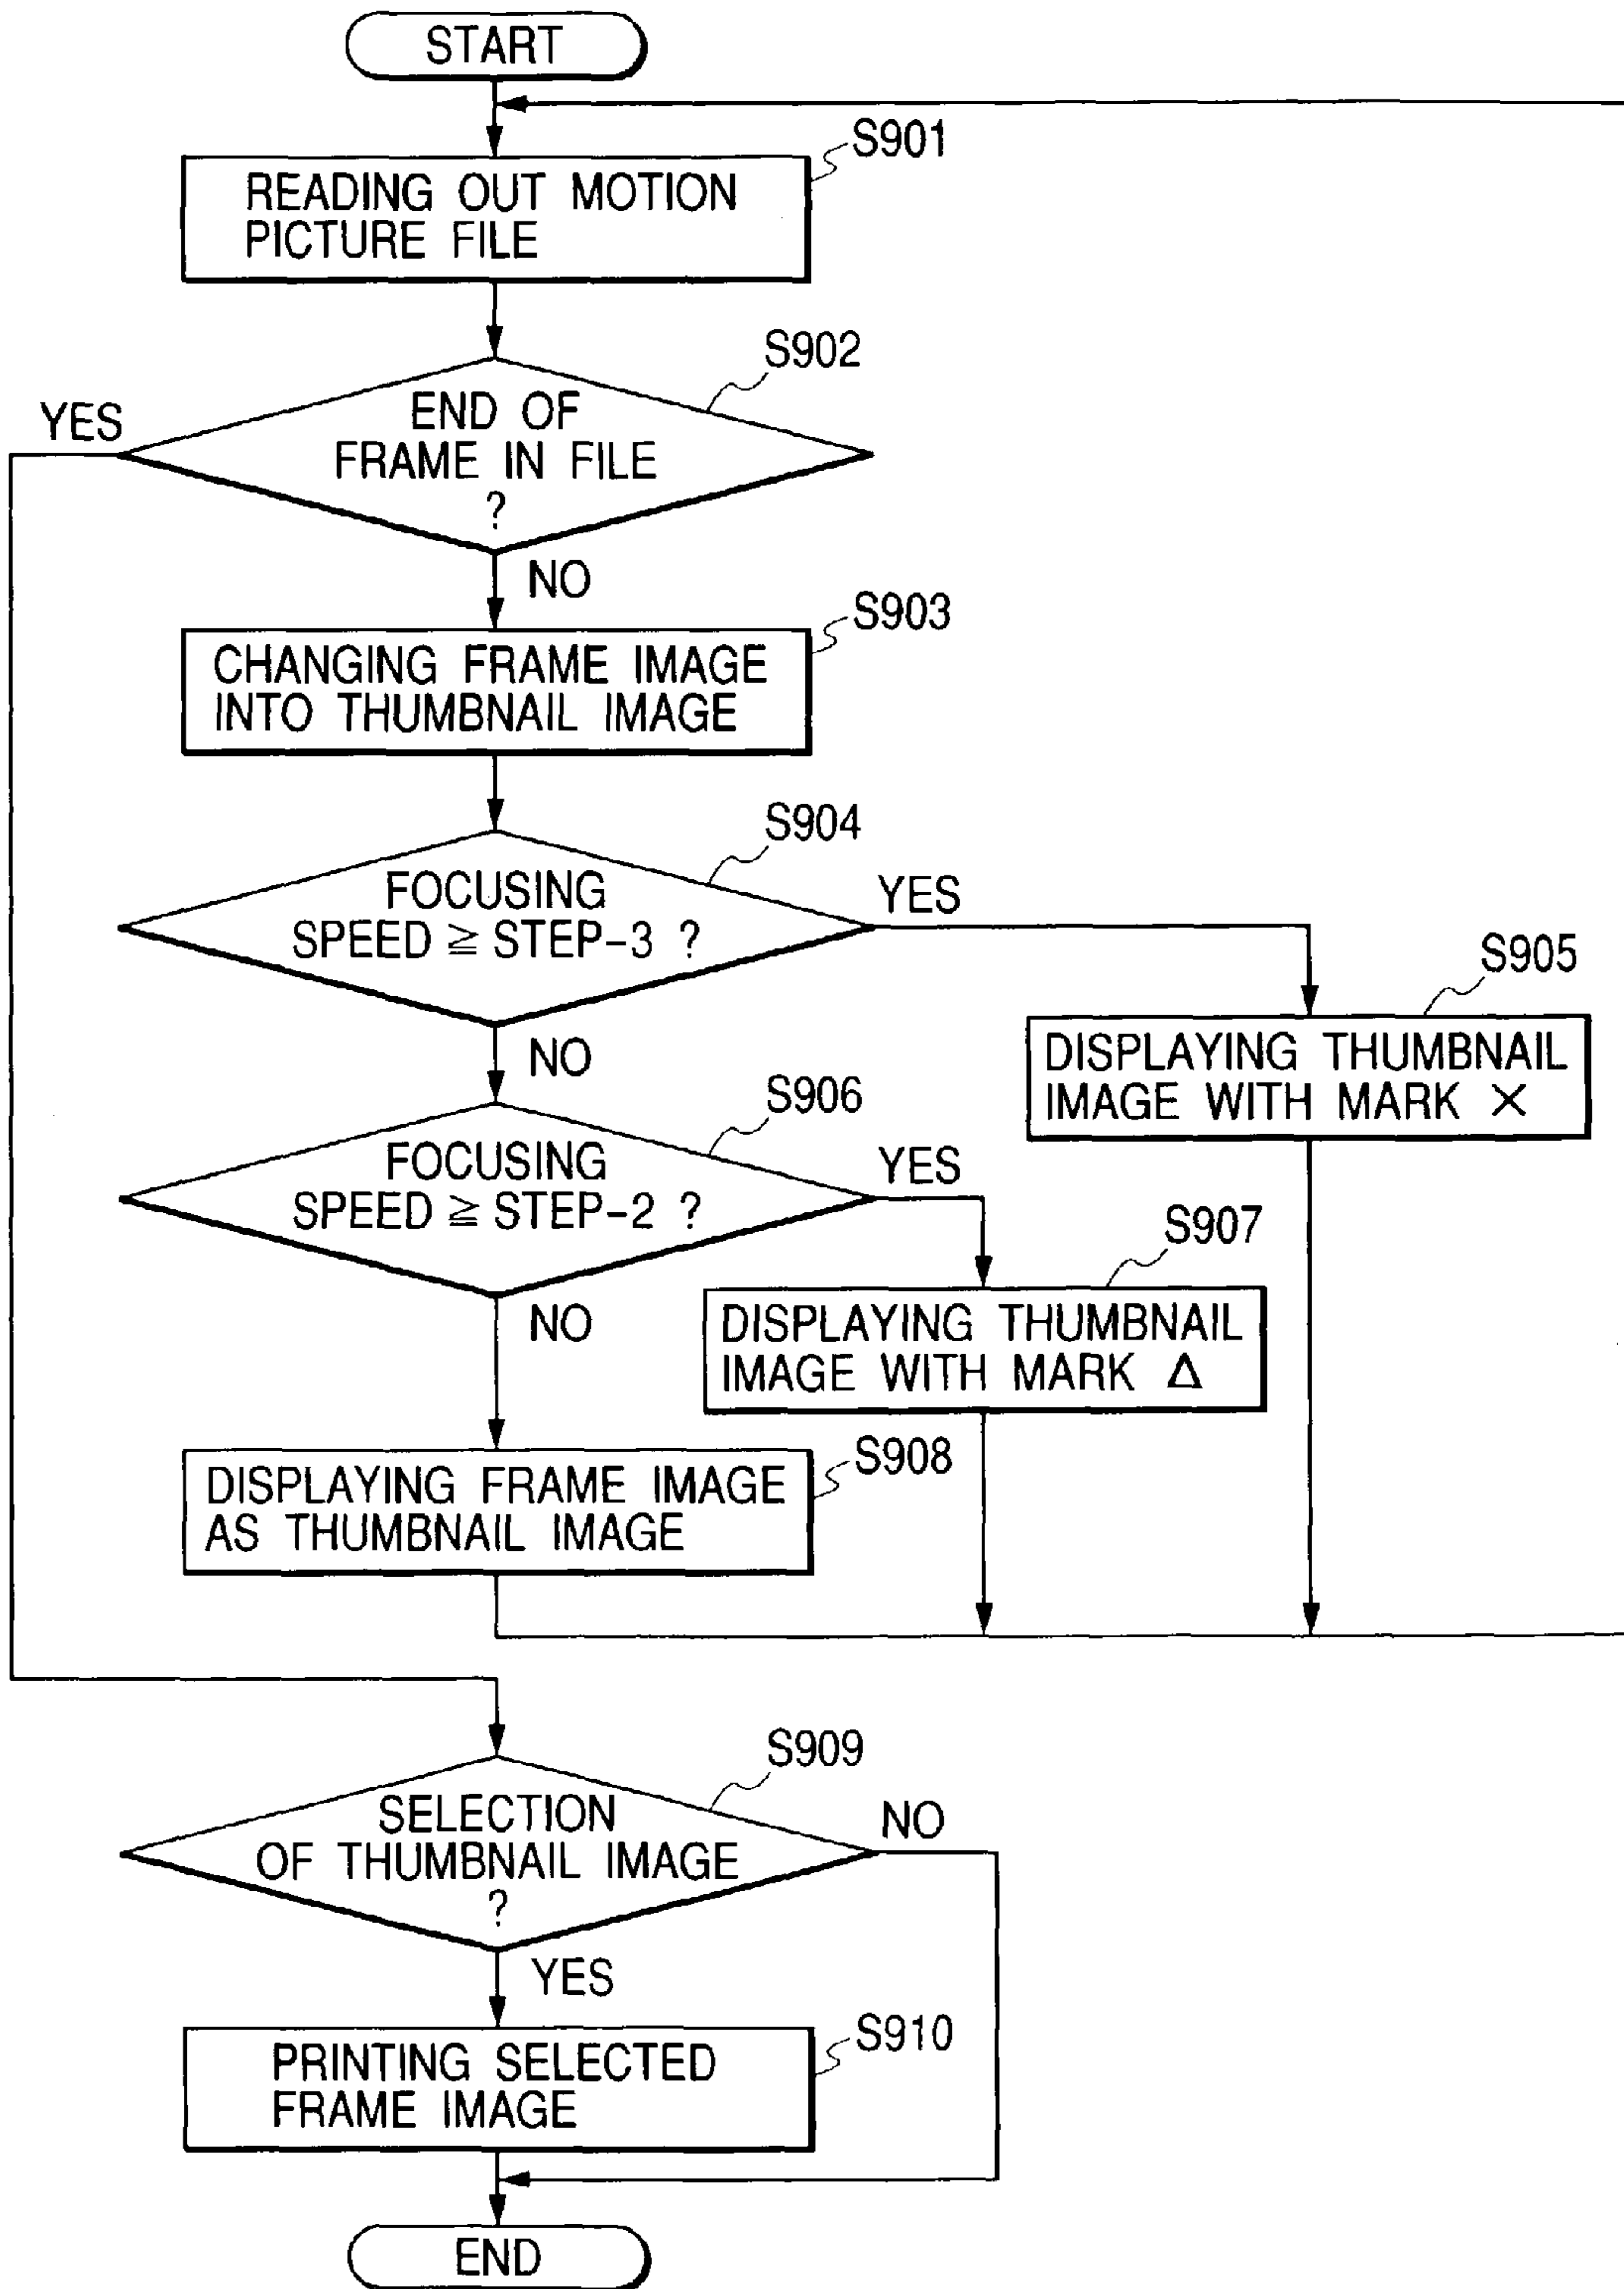 START
S901
READING OUT MOTION
PICTURE FILE
S902
YES
END OF
FRAME IN FILE
?
NO
S903
CHANGING FRAME IMAGE
INTO THUMBNAIL IMAGE
S904
FOCUSING
SPEED ≧ STEP-3 ?
YES
S905
DISPLAYING THUMBNAIL
IMAGE WITH MARK ×
NO
S906
FOCUSING
SPEED ≧ STEP-2 ?
YES
S907
DISPLAYING THUMBNAIL
IMAGE WITH MARK Δ
NO
S908
DISPLAYING FRAME IMAGE
AS THUMBNAIL IMAGE
S909
SELECTION
OF THUMBNAIL IMAGE
?
NO
YES
S910
PRINTING SELECTED
FRAME IMAGE
END